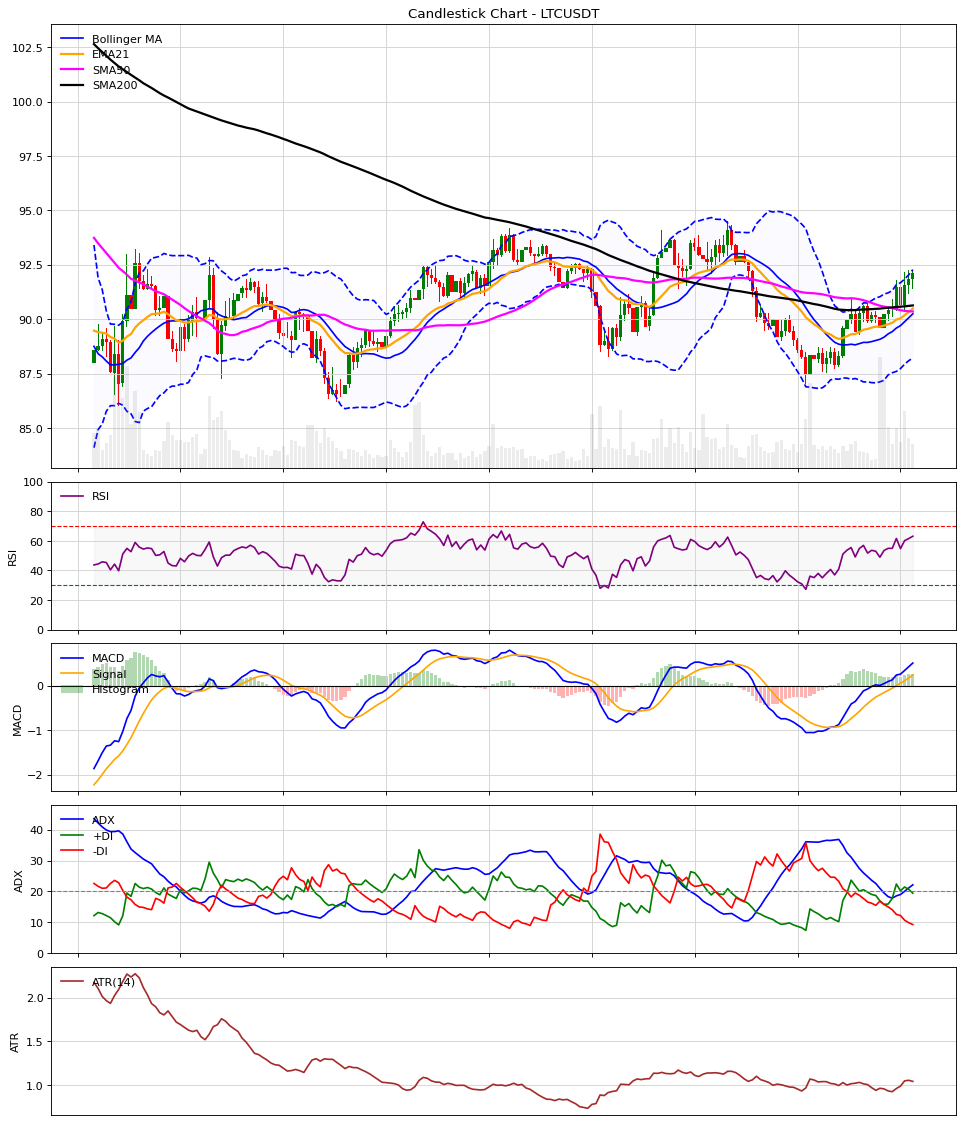 Candlestick Chart - LTCUSDT
Bollinger MA
EMA21
SMA50
SMA200
102.5
100.0
97.5
95.0
92.5
90.0
87.5
85.0
RSI
100
80
60
40
20
0
RSI
MACD
Signal
Histogram
0
−1
−2
MACD
ADX
+DI
-DI
40
30
20
10
0
ADX
ATR(14)
2.0
1.5
1.0
ATR